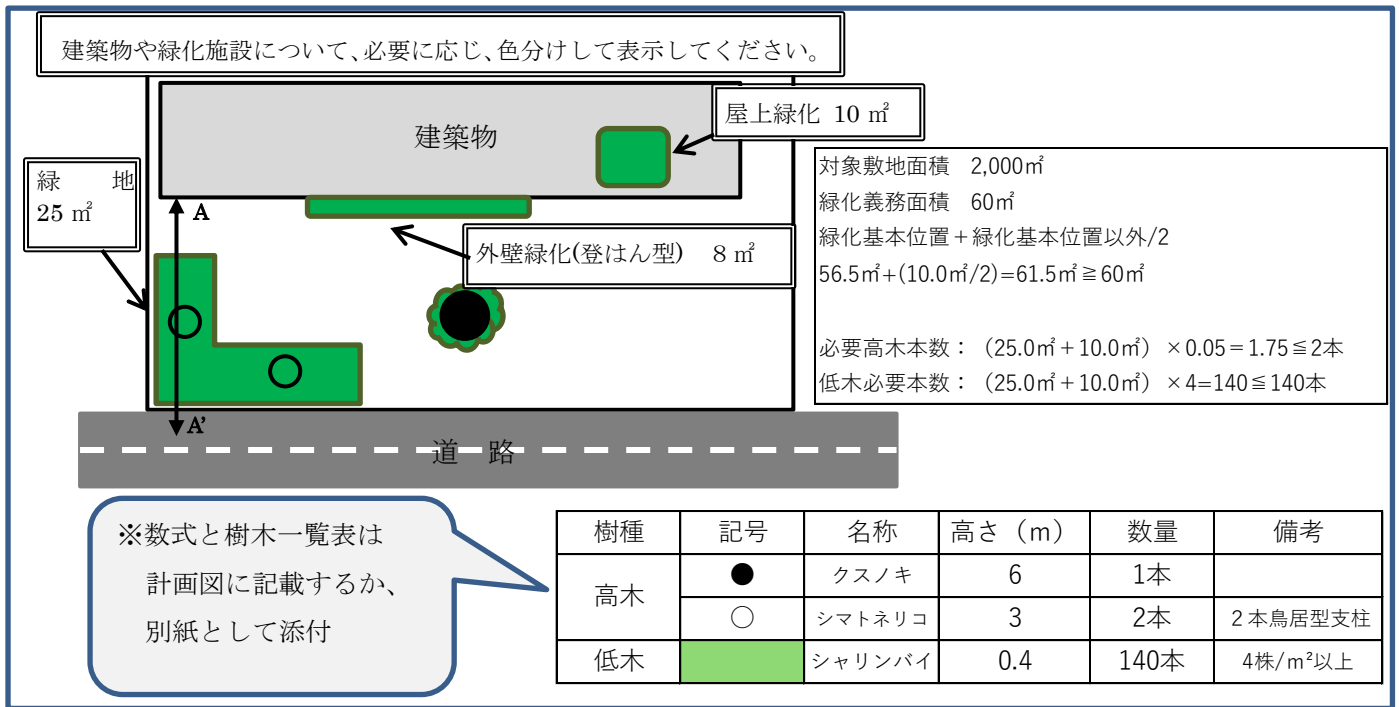 建築物や緑化施設について、必要に応じ、色分けして表示してください。
建築物
屋上緑化 10 ㎡
緑 地
25 ㎡
A
外壁緑化(登はん型) 8 ㎡
A'
道 路
対象敷地面積 2,000㎡
緑化義務面積 60㎡
緑化基本位置＋緑化基本位置以外/2
56.5㎡+(10.0㎡/2)=61.5㎡≧60㎡
必要高木本数： （25.0㎡＋10.0㎡）×0.05＝1.75≦2本
低木必要本数： （25.0㎡＋10.0㎡）×4=140≦140本
※数式と樹木一覧表は
計画図に記載するか、
別紙として添付
樹種 記号 名称 高さ（m） 数量 備考
高木 ● クスノキ 6 1本
○ シマトネリコ 3 2本 2本鳥居型支柱
低木 シャリンバイ 0.4 140本 4株/m²以上